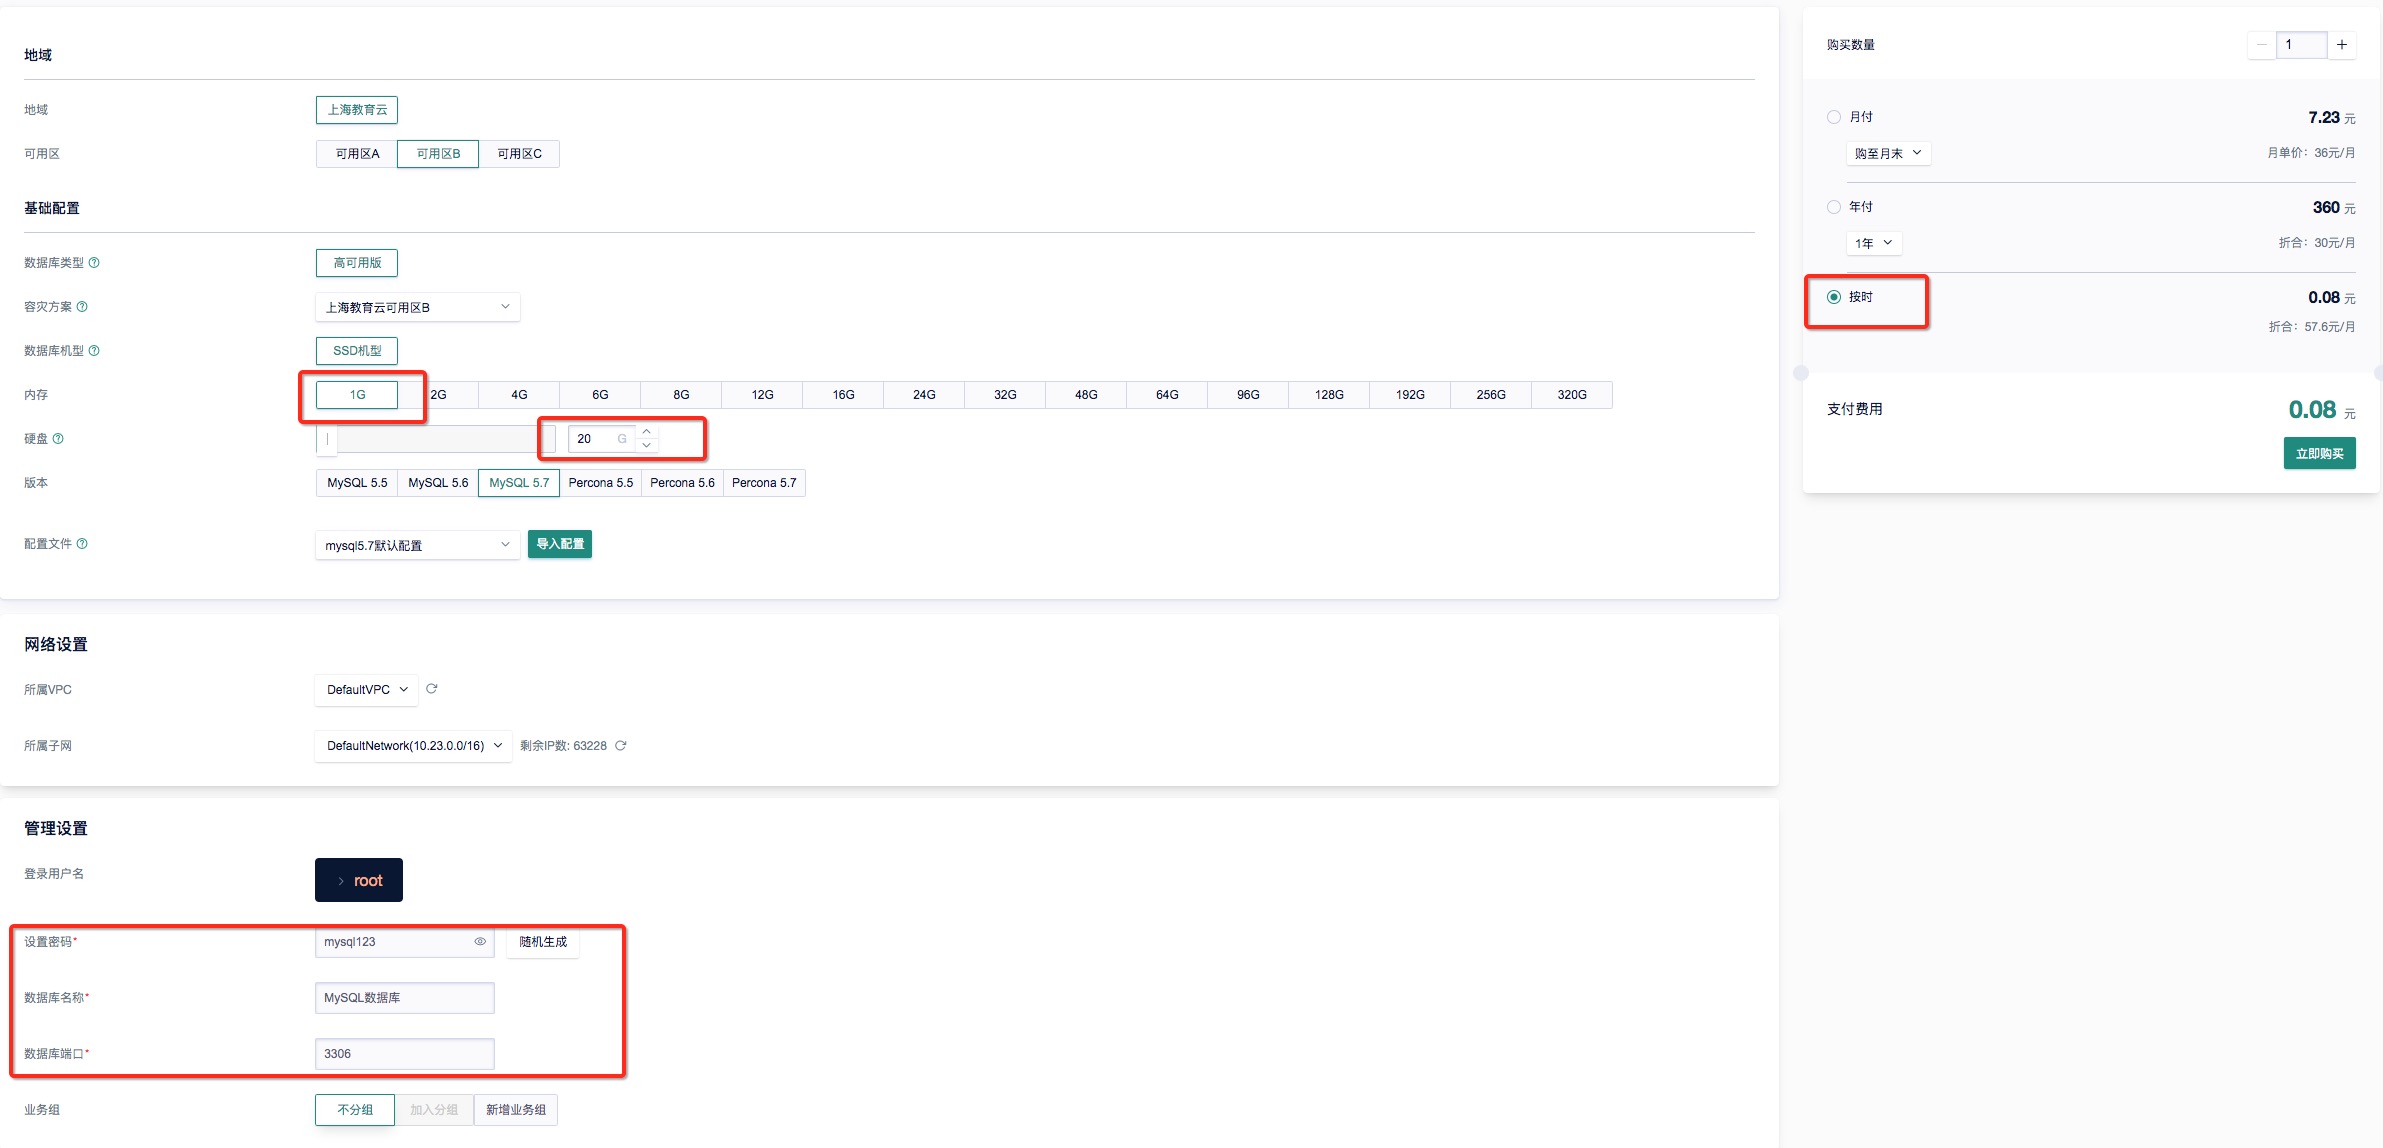 地域
地域 上海教育云
可用区 可用区A 可用区B 可用区C
基础配置
数据库类型 高可用版
容灾方案 上海教育云可用区B
数据库机型 SSD机型
内存 1G 2G 4G 6G 8G 12G 16G 24G 32G 48G 64G 96G 128G 192G 256G 320G
硬盘 20 G
版本 MySQL 5.5 MySQL 5.6 MySQL 5.7 Percona 5.5 Percona 5.6 Percona 5.7
配置文件 mysql5.7默认配置 导入配置
网络设置
所属VPC DefaultVPC
所属子网 DefaultNetwork(10.23.0.0/16) 剩余IP数: 63228
管理设置
登录用户名 root
设置密码* mysql123 随机生成
数据库名称* MySQL数据库
数据库端口* 3306
业务组 不分组 加入分组 新增业务组
购买数量 1
月付 7.23 元
购至月末 月单价：36元/月
年付 360 元
1年 折合：30元/月
按时 0.08 元
折合：57.6元/月
支付费用 0.08 元
立即购买